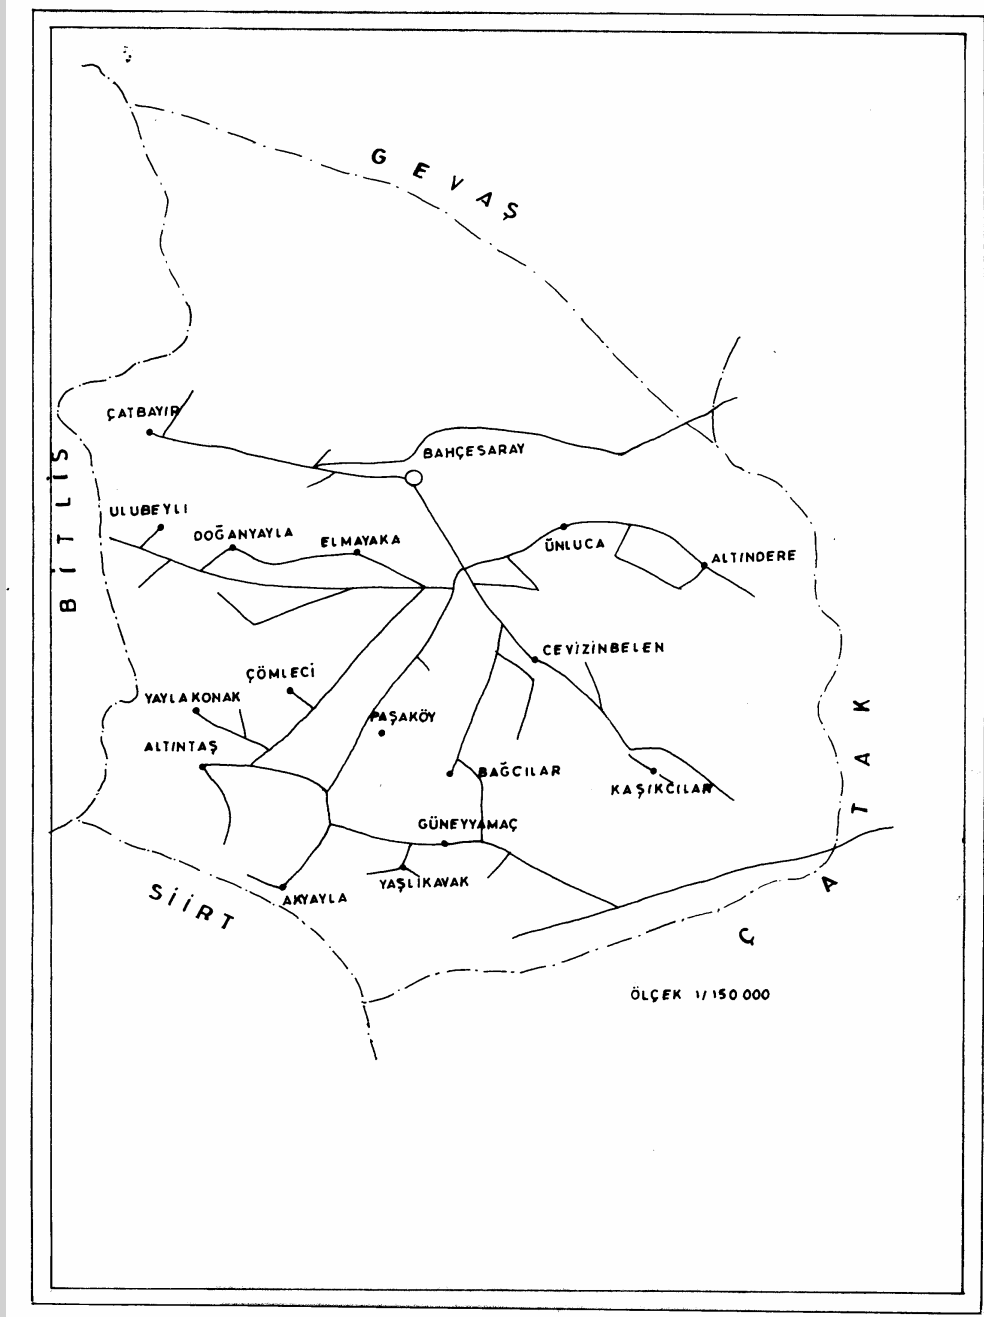 GEVAŞ
ÇATBAYIR
BAHÇESARAY
BİTLİS
ULUBEYLİ
DOĞANYAYLA
ELMAYAKA
ÜNLUCA
ALTINDERE
CEVİZİNBELEN
ÇÖMLECİ
YAYLAKONAK
PAŞAKÖY
ALTINTAŞ
BAĞCILAR
KAŞIKCILAR
GÜNEYYAMAÇ
YAŞLIKAVAK
AKYAYLA
SİİRT
ÇATAK
ÖLÇEK 1/150 000